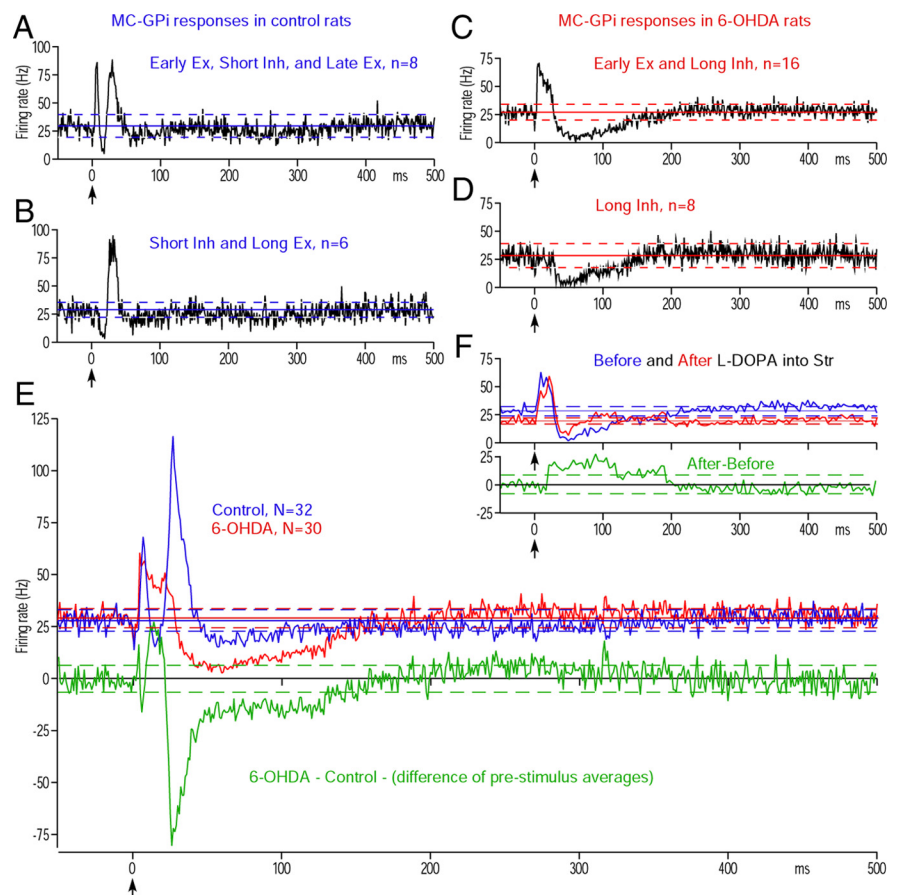 A
MC-GPi responses in control rats
Early Ex, Short Inh, and Late Ex, n=8
Firing rate (Hz)
100
75
50
25
0
0 100 200 300 400 ms 500
B
Short Inh and Long Ex, n=6
100
75
50
25
0
0 100 200 300 400 ms 500
C
MC-GPi responses in 6-OHDA rats
Early Ex and Long Inh, n=16
Firing rate (Hz)
75
50
25
0
0 100 200 300 400 ms 500
D
Long Inh, n=8
75
50
25
0
0 100 200 300 400 ms 500
F
Before and After L-DOPA into Str
75
50
25
0
After-Before
25
0
-25
0 100 200 300 400 ms 500
E
Control, N=32
6-OHDA, N=30
Firing rate (Hz)
125
100
75
50
25
0
-25
-50
-75
6-OHDA - Control - (difference of pre-stimulus averages)
0 100 200 300 400 ms 500